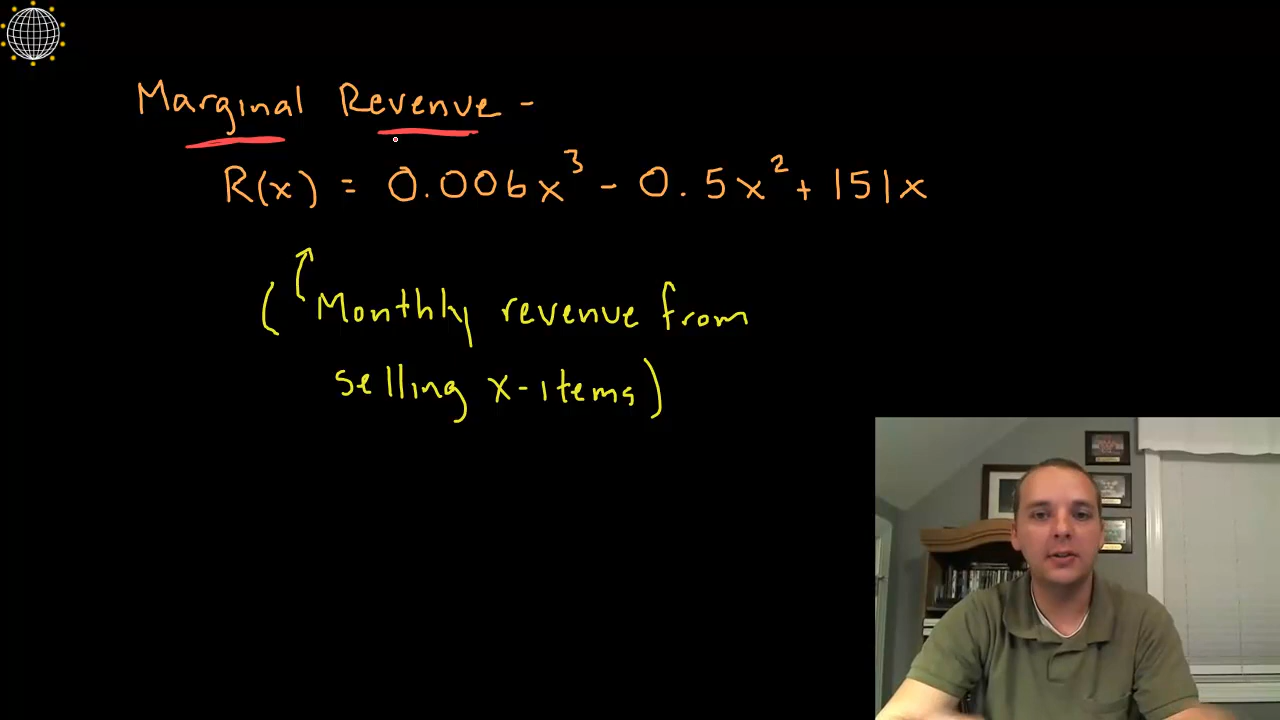 Marginal Revenue -
R(x) = 0.006x³ - 0.5x² + 151x
(Monthly revenue from
selling x-items)